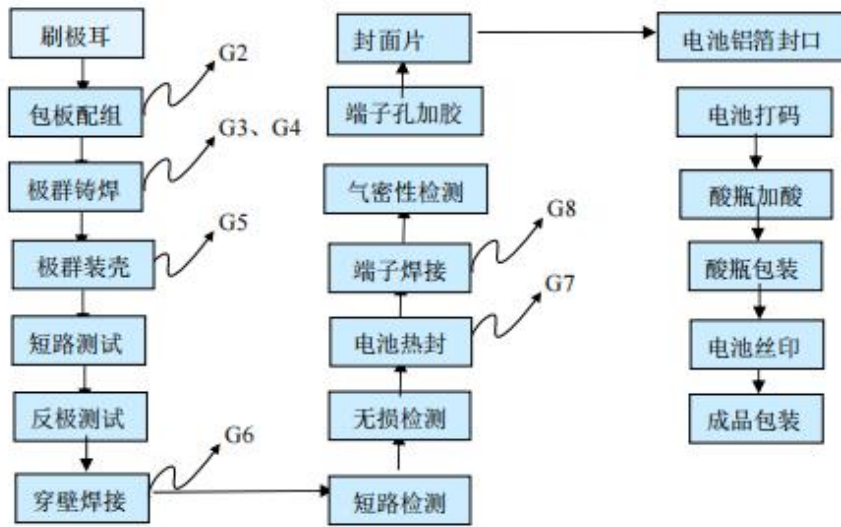 刷极耳
G2
包板配组
G3、G4
极群铸焊
G5
极群装壳
短路测试
反极测试
G6
穿壁焊接
封面片
端子孔加胶
气密性检测
G8
端子焊接
G7
电池热封
无损检测
短路检测
电池铝箔封口
电池打码
酸瓶加酸
酸瓶包装
电池丝印
成品包装